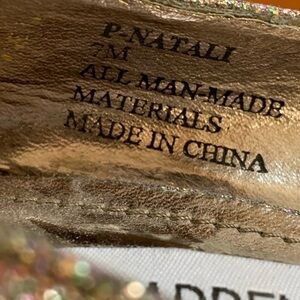 P-NATALI
7M
ALL MAN-MADE
MATERIALS
MADE IN CHINA